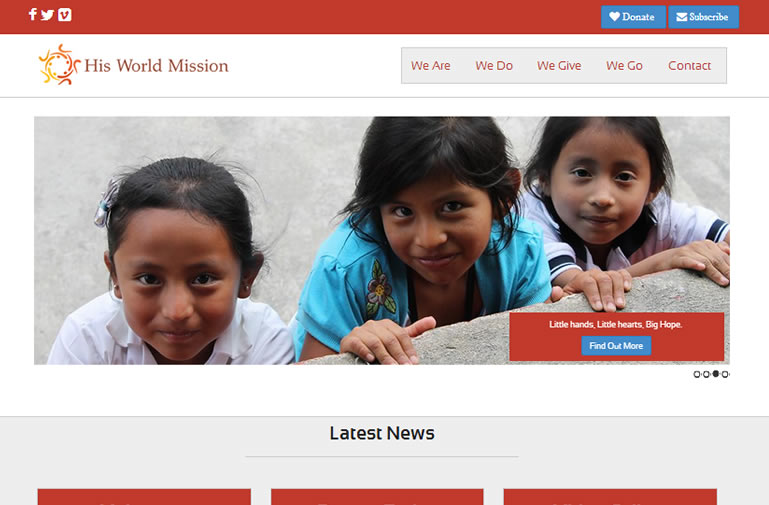 Donate
Subscribe
His World Mission
We Are We Do We Give We Go Contact
Little hands, Little hearts, Big Hope.
Find Out More
Latest News